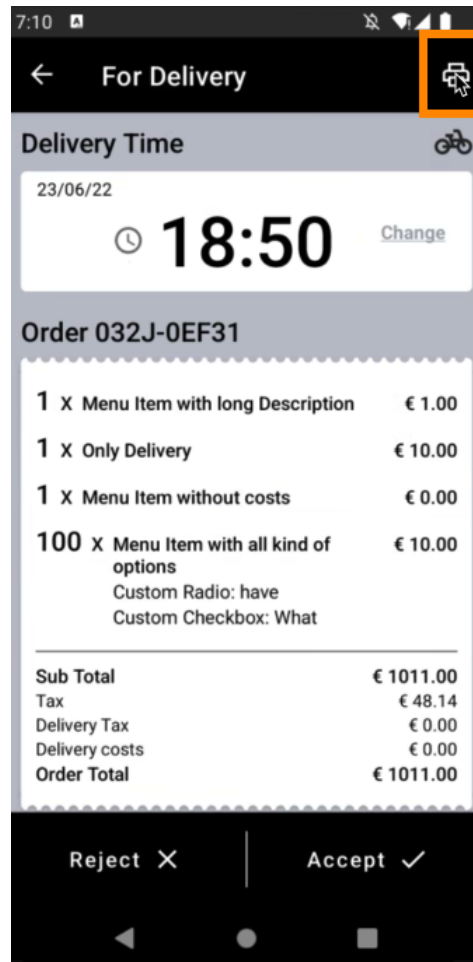 7:10
For Delivery
Delivery Time
23/06/22
18:50 Change
Order 032J-0EF31
1 X Menu Item with long Description € 1.00
1 X Only Delivery € 10.00
1 X Menu Item without costs € 0.00
100 X Menu Item with all kind of € 10.00
options
Custom Radio: have
Custom Checkbox: What
Sub Total € 1011.00
Tax € 48.14
Delivery Tax € 0.00
Delivery costs € 0.00
Order Total € 1011.00
Reject Accept